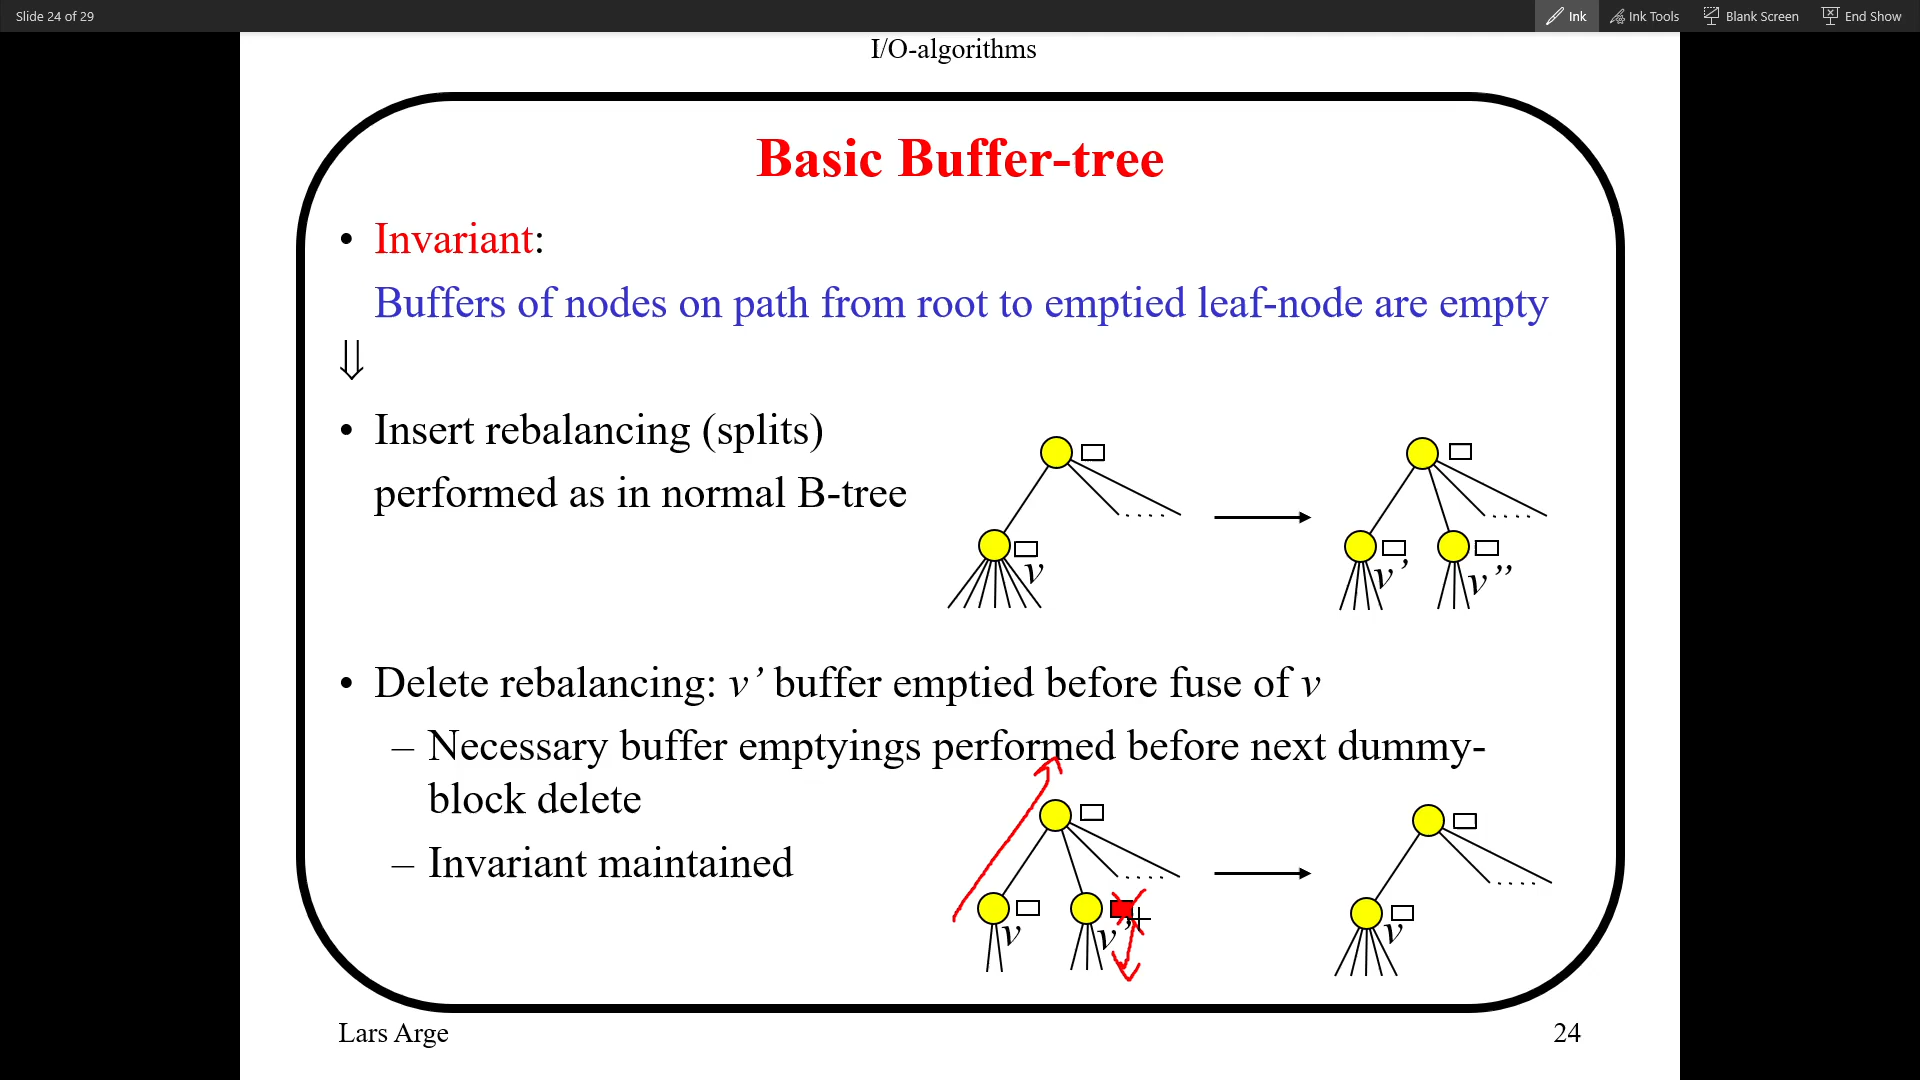 Slide 24 of 29
Ink
Ink Tools
Blank Screen
End Show
I/O-algorithms
Basic Buffer-tree
• Invariant:
Buffers of nodes on path from root to emptied leaf-node are empty
⇓
• Insert rebalancing (splits)
performed as in normal B-tree
v
v’
v’’
• Delete rebalancing: v’ buffer emptied before fuse of v
– Necessary buffer emptyings performed before next dummy-
block delete
– Invariant maintained
v
v’
v
Lars Arge
24